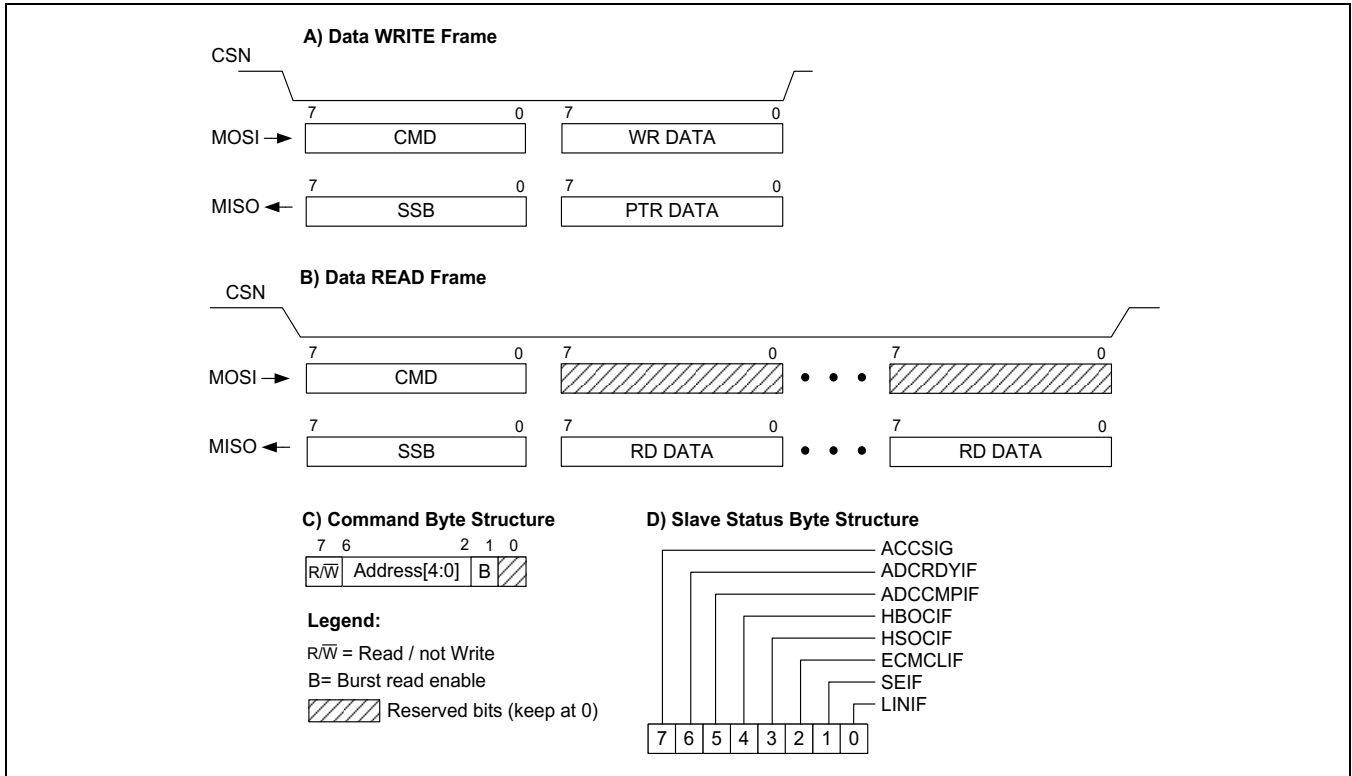 A) Data WRITE Frame
CSN
7 0 7 0
MOSI CMD WR DATA
7 0 7 0
MISO SSB PTR DATA
B) Data READ Frame
CSN
7 0 7 0 7 0
MOSI CMD • • •
7 0 7 0 7 0
MISO SSB RD DATA • • • RD DATA
C) Command Byte Structure
7 6 2 1 0
R/W̅ Address[4:0] B
Legend:
R/W̅ = Read / not Write
B= Burst read enable
Reserved bits (keep at 0)
D) Slave Status Byte Structure
ACCSIG
ADCRDYIF
ADCCMPIF
HBOCIF
HSOCIF
ECMCLIF
SEIF
LINIF
7 6 5 4 3 2 1 0